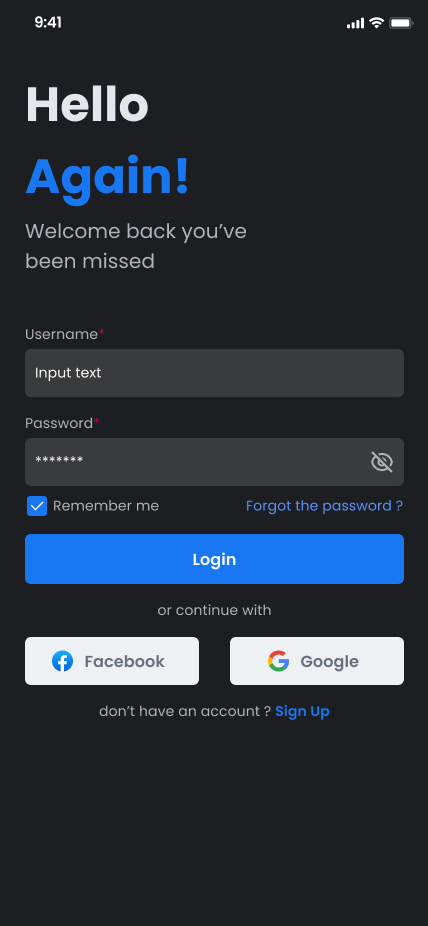 9:41
Hello
Again!
Welcome back you’ve
been missed
Username*
Input text
Password*
*******
Remember me
Forgot the password ?
Login
or continue with
Facebook
Google
don’t have an account ? Sign Up